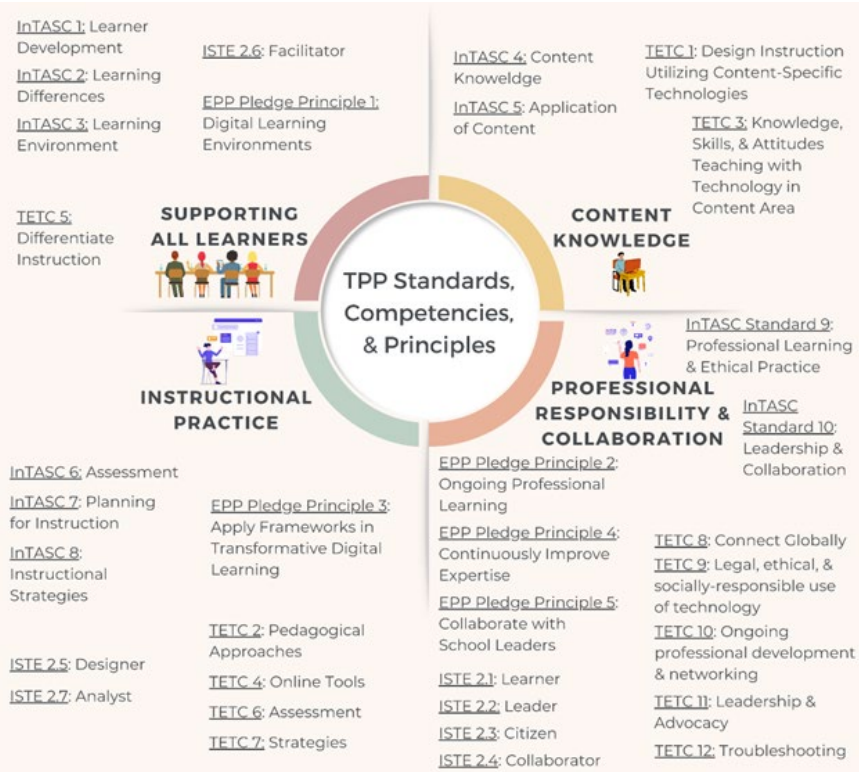 InTASC 1: Learner
Development
InTASC 2: Learning
Differences
InTASC 3: Learning
Environment
ISTE 2.6: Facilitator
EPP Pledge Principle 1:
Digital Learning
Environments
TETC 5:
Differentiate
Instruction
SUPPORTING
ALL LEARNERS
InTASC 4: Content
Knoweldge
InTASC 5: Application
of Content
TETC 1: Design Instruction
Utilizing Content-Specific
Technologies
TETC 3: Knowledge,
Skills, & Attitudes
Teaching with
Technology in
Content Area
CONTENT
KNOWLEDGE
TPP Standards,
Competencies,
& Principles
INSTRUCTIONAL
PRACTICE
InTASC 6: Assessment
InTASC 7: Planning
for Instruction
InTASC 8:
Instructional
Strategies
EPP Pledge Principle 3:
Apply Frameworks in
Transformative Digital
Learning
ISTE 2.5: Designer
ISTE 2.7: Analyst
TETC 2: Pedagogical
Approaches
TETC 4: Online Tools
TETC 6: Assessment
TETC 7: Strategies
PROFESSIONAL
RESPONSIBILITY &
COLLABORATION
InTASC Standard 9:
Professional Learning
& Ethical Practice
InTASC
Standard 10:
Leadership &
Collaboration
EPP Pledge Principle 2:
Ongoing Professional
Learning
EPP Pledge Principle 4:
Continuously Improve
Expertise
EPP Pledge Principle 5:
Collaborate with
School Leaders
ISTE 2.1: Learner
ISTE 2.2: Leader
ISTE 2.3: Citizen
ISTE 2.4: Collaborator
TETC 8: Connect Globally
TETC 9: Legal, ethical, &
socially-responsible use
of technology
TETC 10: Ongoing
professional development
& networking
TETC 11: Leadership &
Advocacy
TETC 12: Troubleshooting